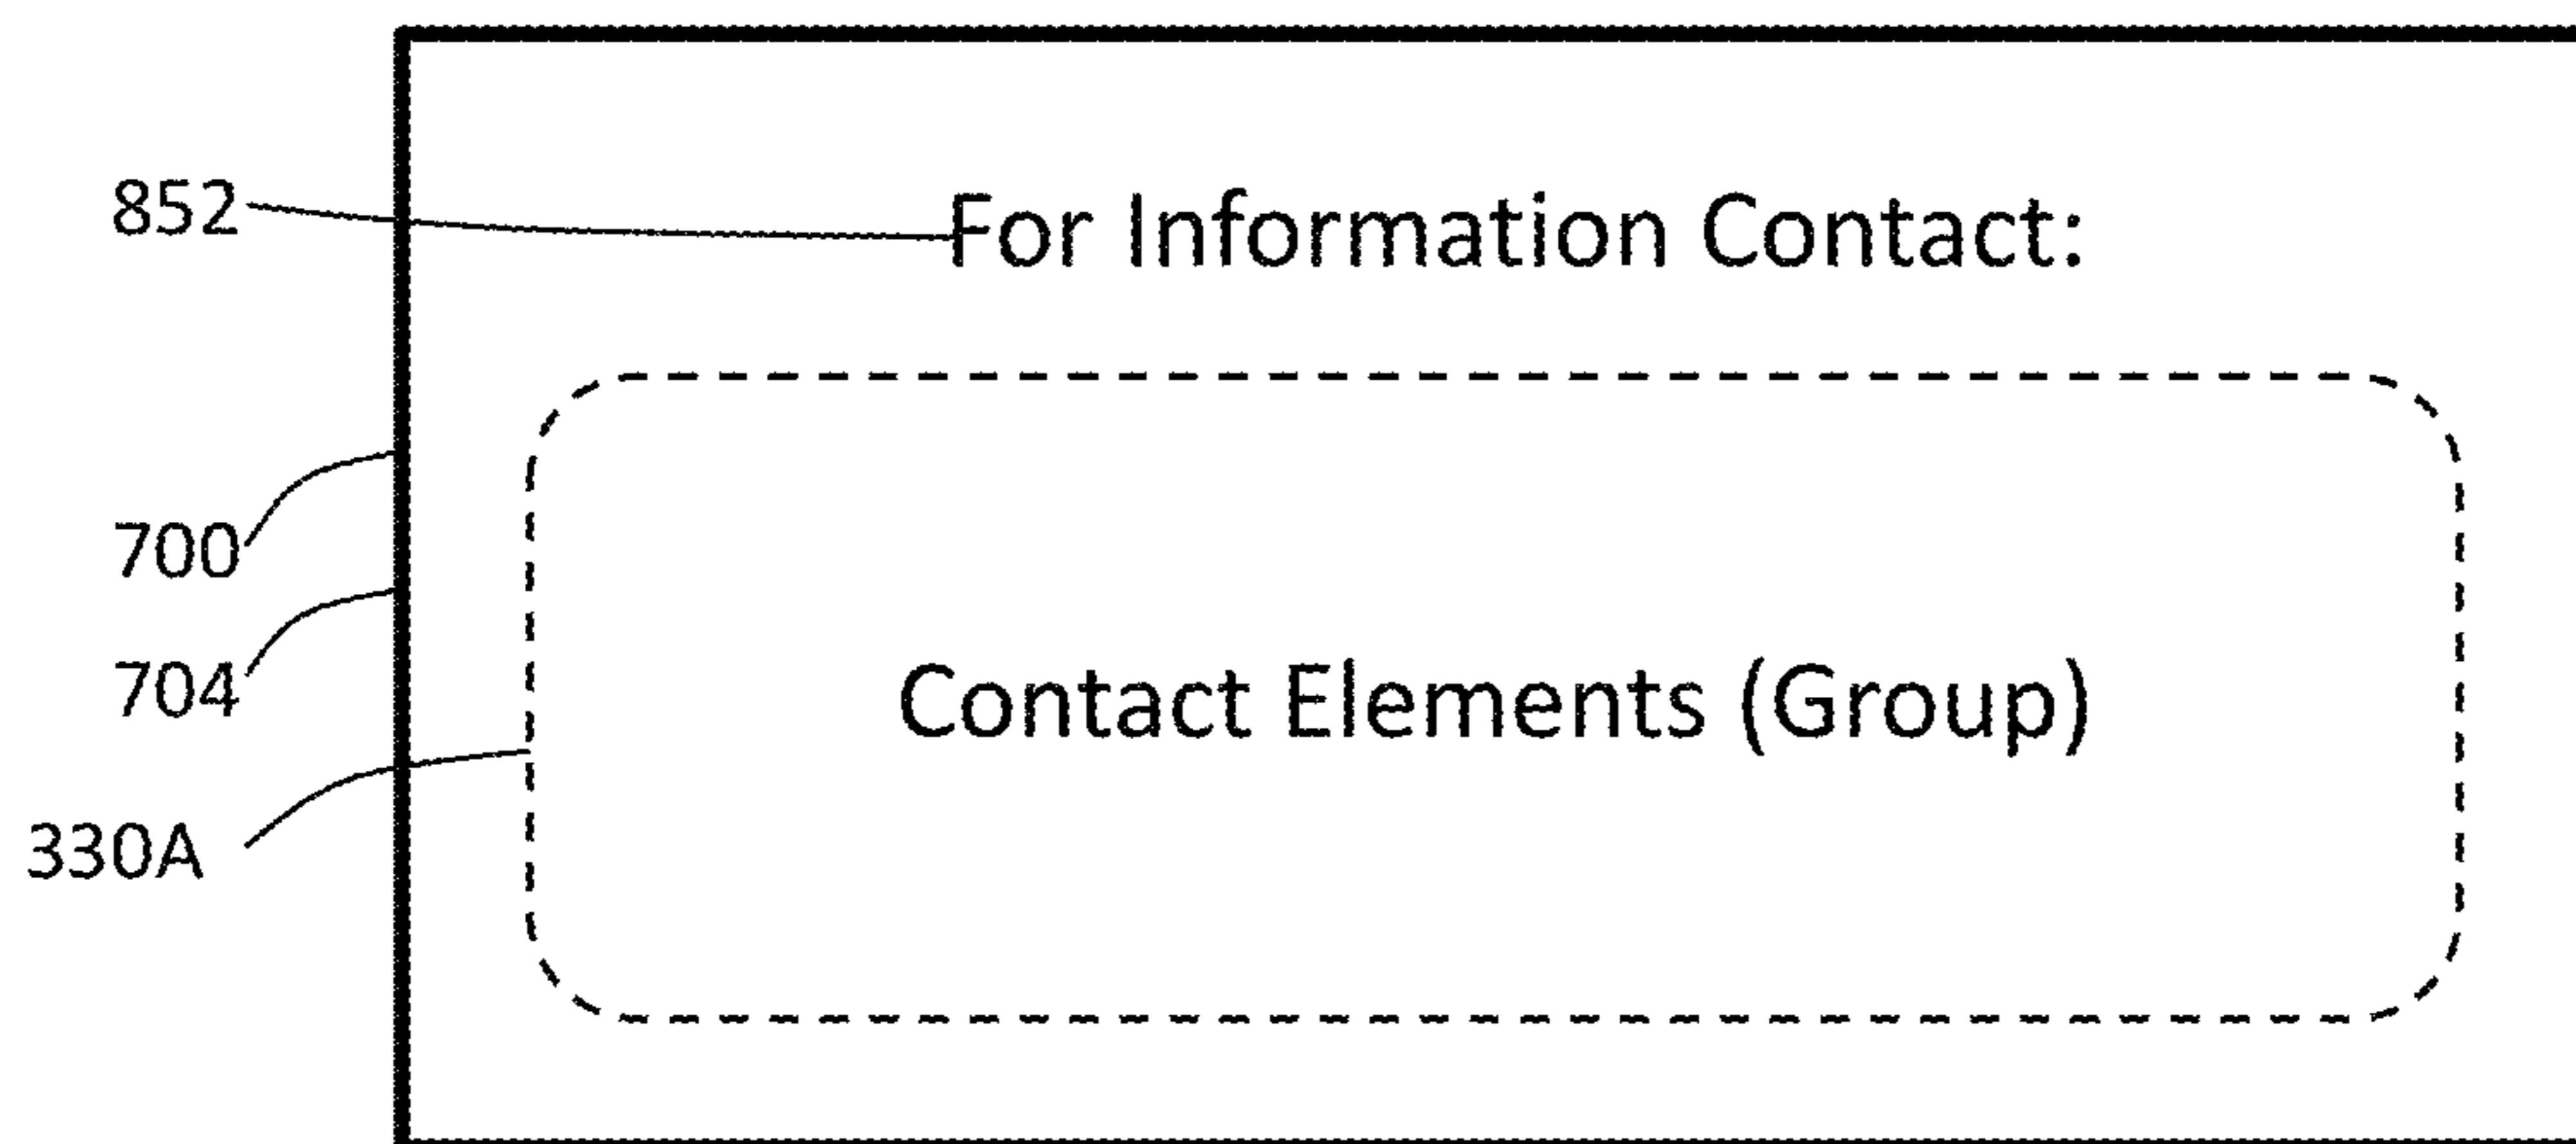 852
For Information Contact:
700
704
Contact Elements (Group)
330A